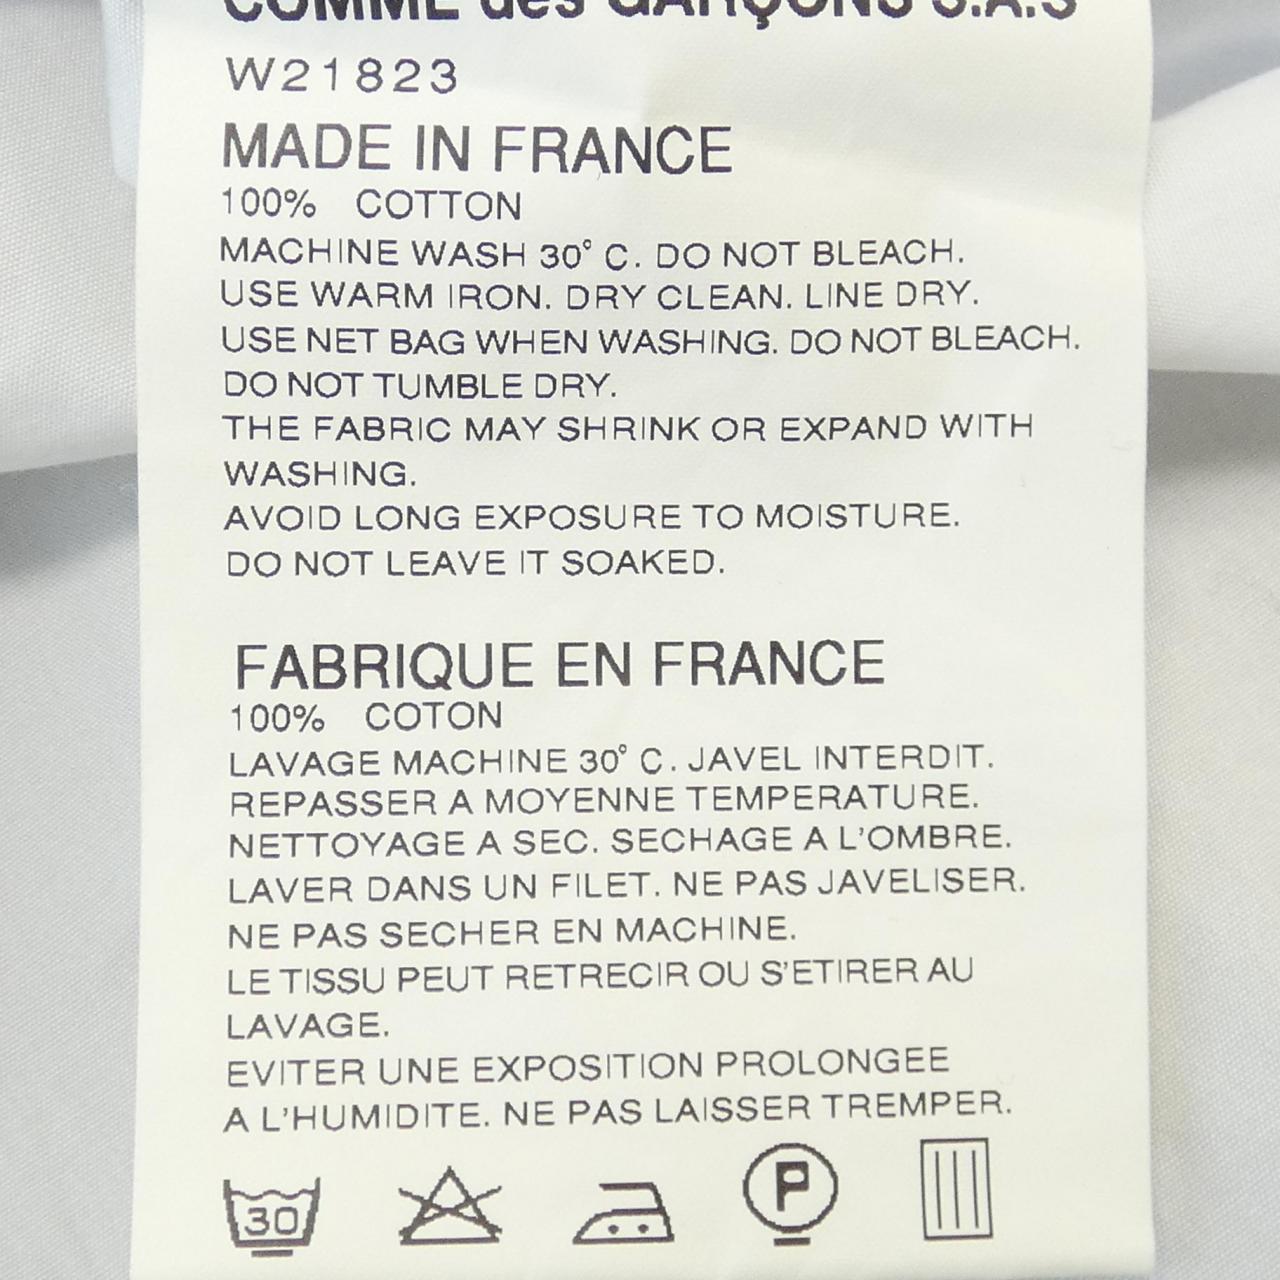 COMME des GARÇONS S.A.S
W21823
MADE IN FRANCE
100% COTTON
MACHINE WASH 30° C. DO NOT BLEACH.
USE WARM IRON. DRY CLEAN. LINE DRY.
USE NET BAG WHEN WASHING. DO NOT BLEACH.
DO NOT TUMBLE DRY.
THE FABRIC MAY SHRINK OR EXPAND WITH
WASHING.
AVOID LONG EXPOSURE TO MOISTURE.
DO NOT LEAVE IT SOAKED.
FABRIQUE EN FRANCE
100% COTON
LAVAGE MACHINE 30° C. JAVEL INTERDIT.
REPASSER A MOYENNE TEMPERATURE.
NETTOYAGE A SEC. SECHAGE A L'OMBRE.
LAVER DANS UN FILET. NE PAS JAVELISER.
NE PAS SECHER EN MACHINE.
LE TISSU PEUT RETRECIR OU S'ETIRER AU
LAVAGE.
EVITER UNE EXPOSITION PROLONGEE
A L'HUMIDITE. NE PAS LAISSER TREMPER.
30 P